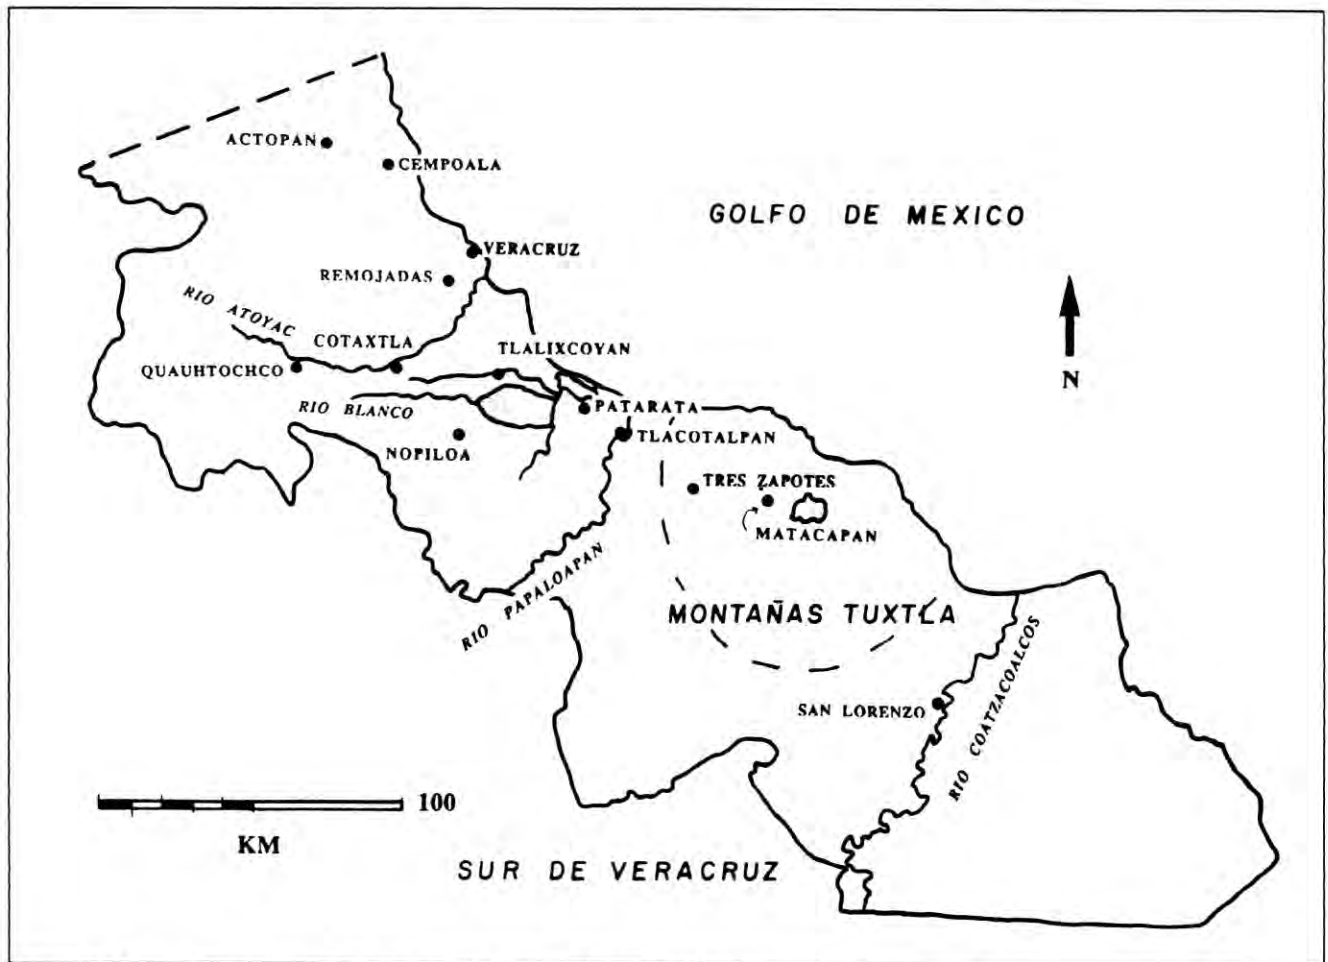 ACTOPAN
CEMPOALA
GOLFO DE MEXICO
VERACRUZ
REMOJADAS
RIO ATOYAC
COTAXTLA
TLALIXCOYAN
QUAUHTOCHCO
N
RIO BLANCO
PATARATA
TLACOTALPAN
NOPILOA
TRES ZAPOTES
MATACAPAN
RIO PAPALOAPAN
MONTAÑAS TUXTLA
RIO COATZACOALCOS
SAN LORENZO
100
KM
SUR DE VERACRUZ